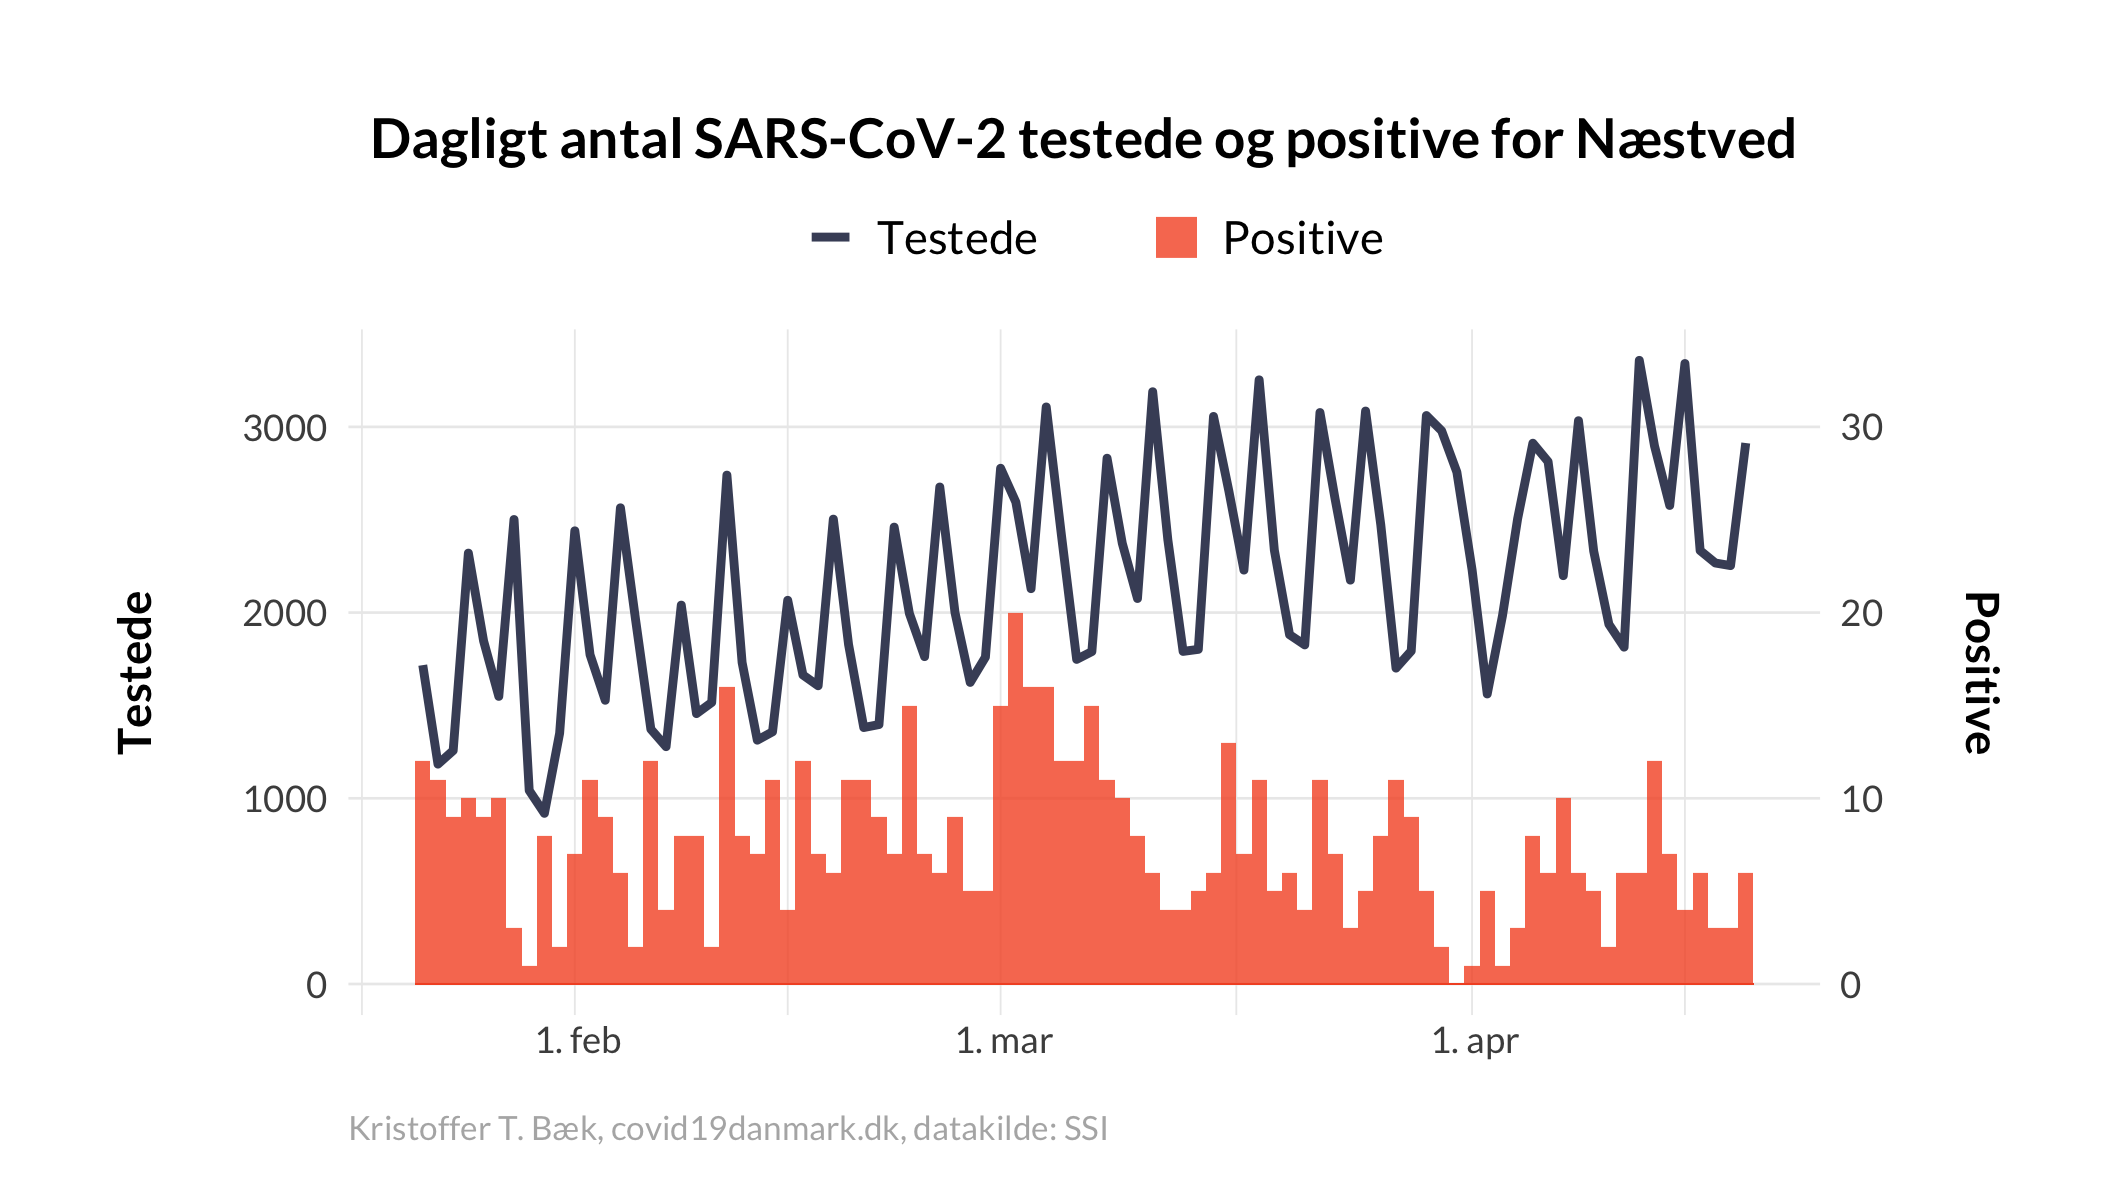 Dagligt antal SARS-CoV-2 testede og positive for Næstved
Testede
Positive
3000
2000
1000
0
30
20
10
0
Testede
Positive
1. feb
1. mar
1. apr
Kristoffer T. Bæk, covid19danmark.dk, datakilde: SSI